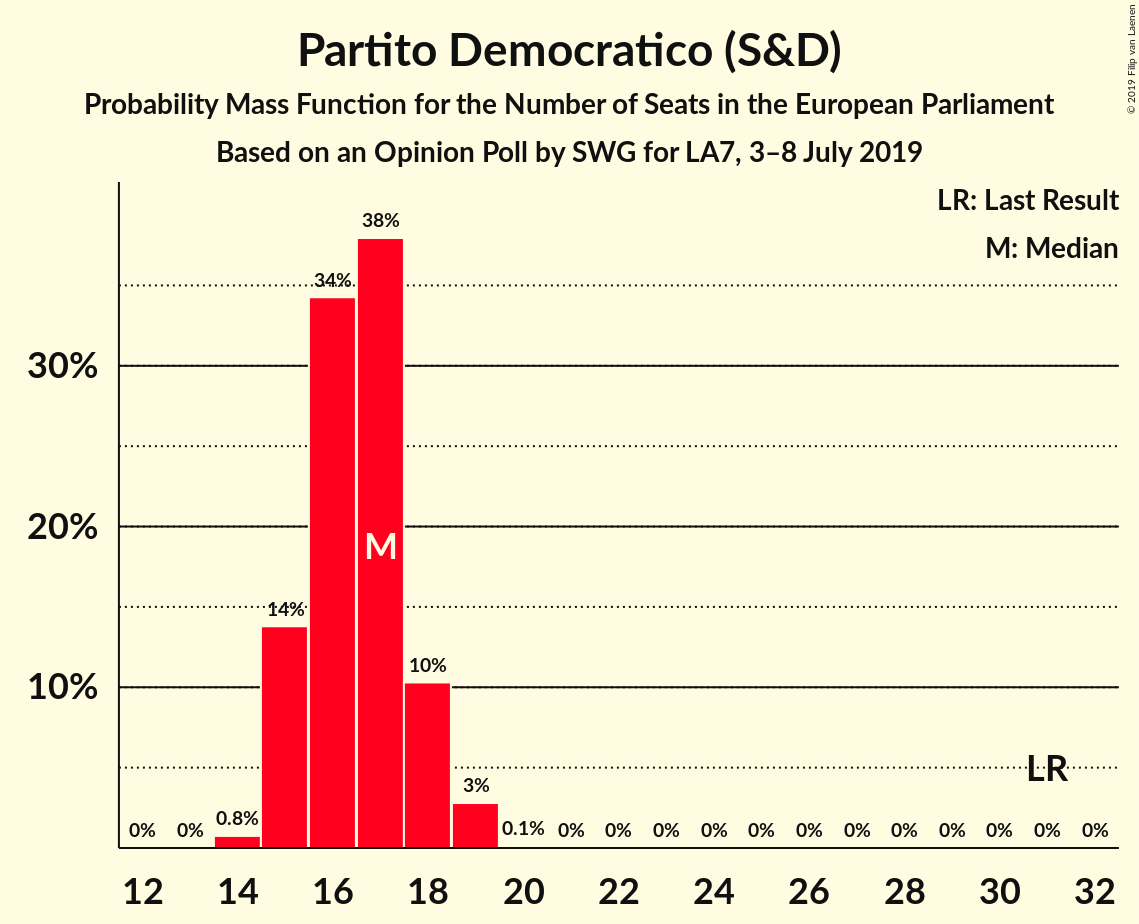 Partito Democratico (S&D)
Probability Mass Function for the Number of Seats in the European Parliament
Based on an Opinion Poll by SWG for LA7, 3–8 July 2019
© 2019 Filip van Laenen
LR: Last Result
M: Median
38%
34%
30%
20%
M
14%
10%
10%
LR
3%
0% 0% 0.8% 0.1% 0% 0% 0% 0% 0% 0% 0% 0% 0% 0% 0% 0%
12 14 16 18 20 22 24 26 28 30 32